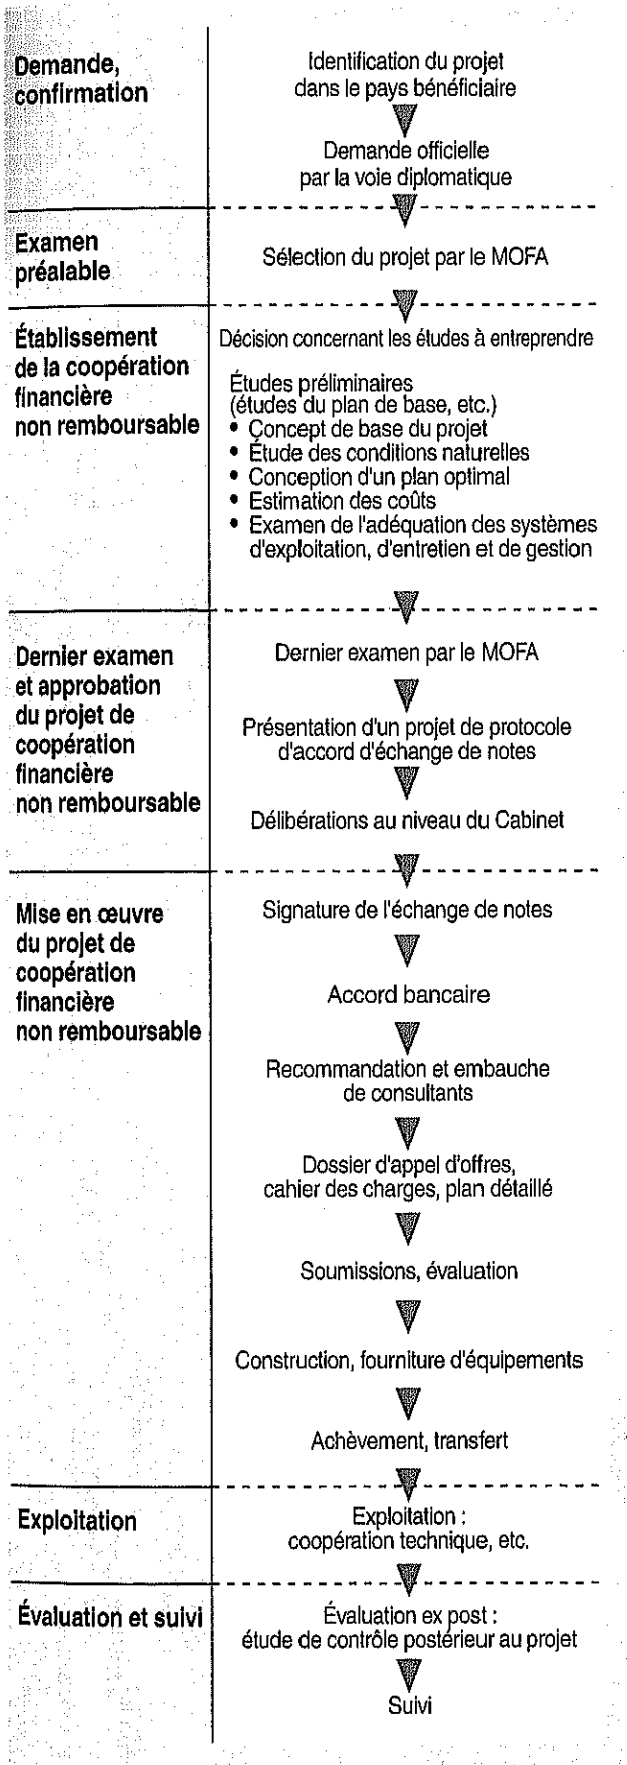 Demande,
confirmation
Identification du projet
dans le pays bénéficiaire
Demande officielle
par la voie diplomatique
Examen
préalable
Sélection du projet par le MOFA
Établissement
de la coopération
financière
non remboursable
Décision concernant les études à entreprendre
Études préliminaires
(études du plan de base, etc.)
• Concept de base du projet
• Étude des conditions naturelles
• Conception d'un plan optimal
• Estimation des coûts
• Examen de l'adéquation des systèmes
d'exploitation, d'entretien et de gestion
Dernier examen
et approbation
du projet de
coopération
financière
non remboursable
Dernier examen par le MOFA
Présentation d'un projet de protocole
d'accord d'échange de notes
Délibérations au niveau du Cabinet
Mise en œuvre
du projet de
coopération
financière
non remboursable
Signature de l'échange de notes
Accord bancaire
Recommandation et embauche
de consultants
Dossier d'appel d'offres,
cahier des charges, plan détaillé
Soumissions, évaluation
Construction, fourniture d'équipements
Achèvement, transfert
Exploitation
Exploitation :
coopération technique, etc.
Évaluation et suivi
Évaluation ex post :
étude de contrôle postérieur au projet
Suivi